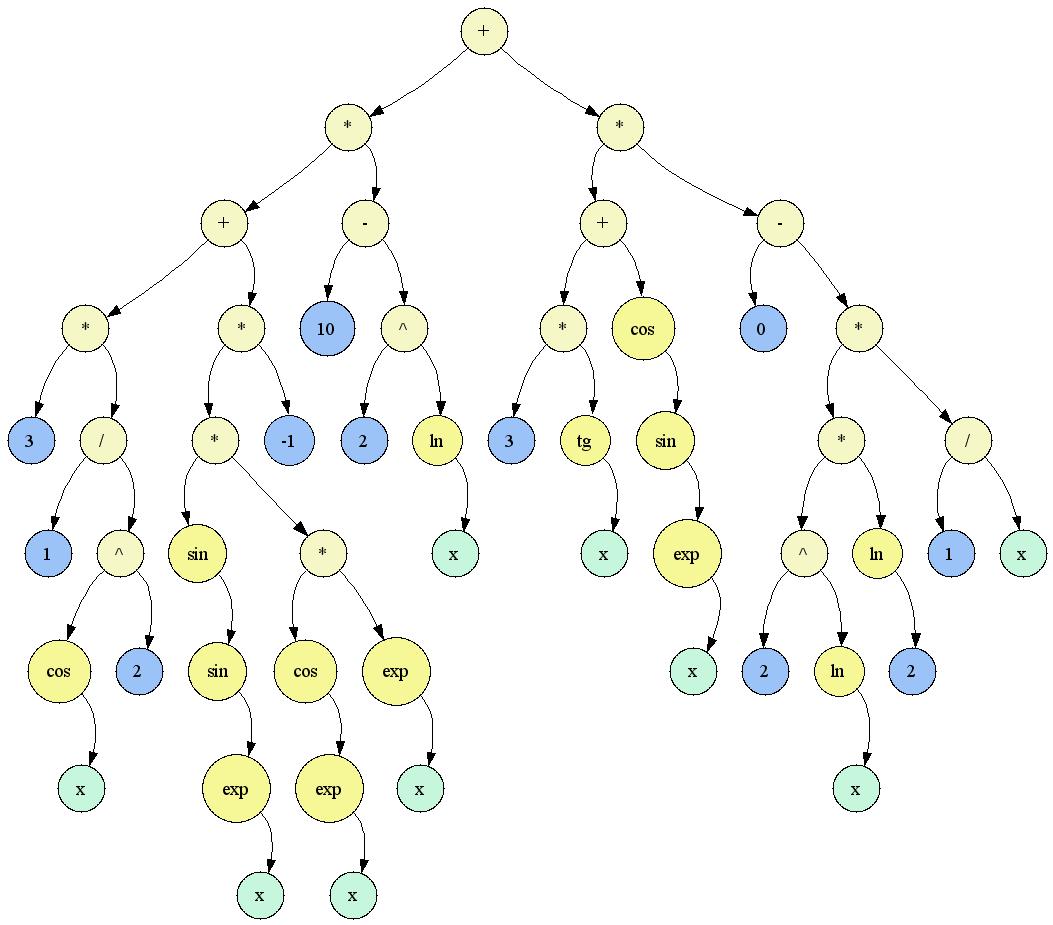 +
* *
+ - + -
* * 10 ^ * cos 0 *
3 / * -1 2 ln 3 tg sin * /
1 ^ sin * x x exp ^ ln 1 x
cos 2 sin cos exp x 2 ln 2
x exp exp x x
x x